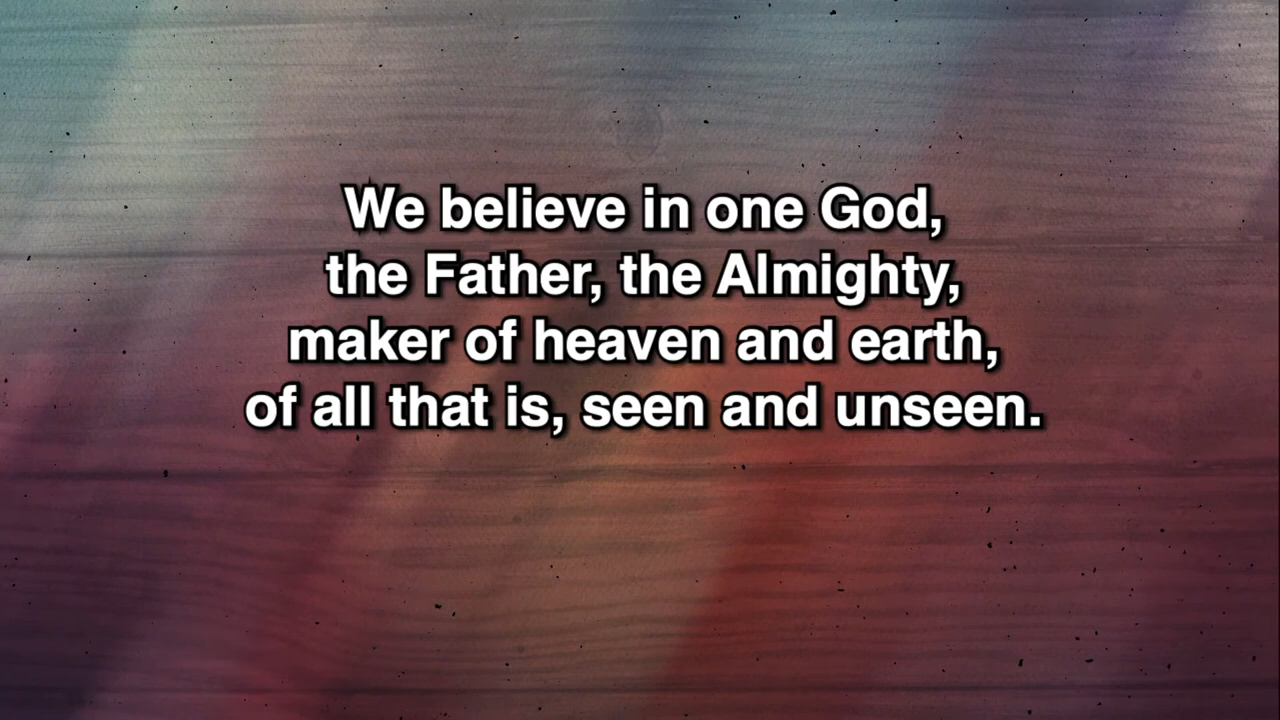 We believe in one God,
the Father, the Almighty,
maker of heaven and earth,
of all that is, seen and unseen.